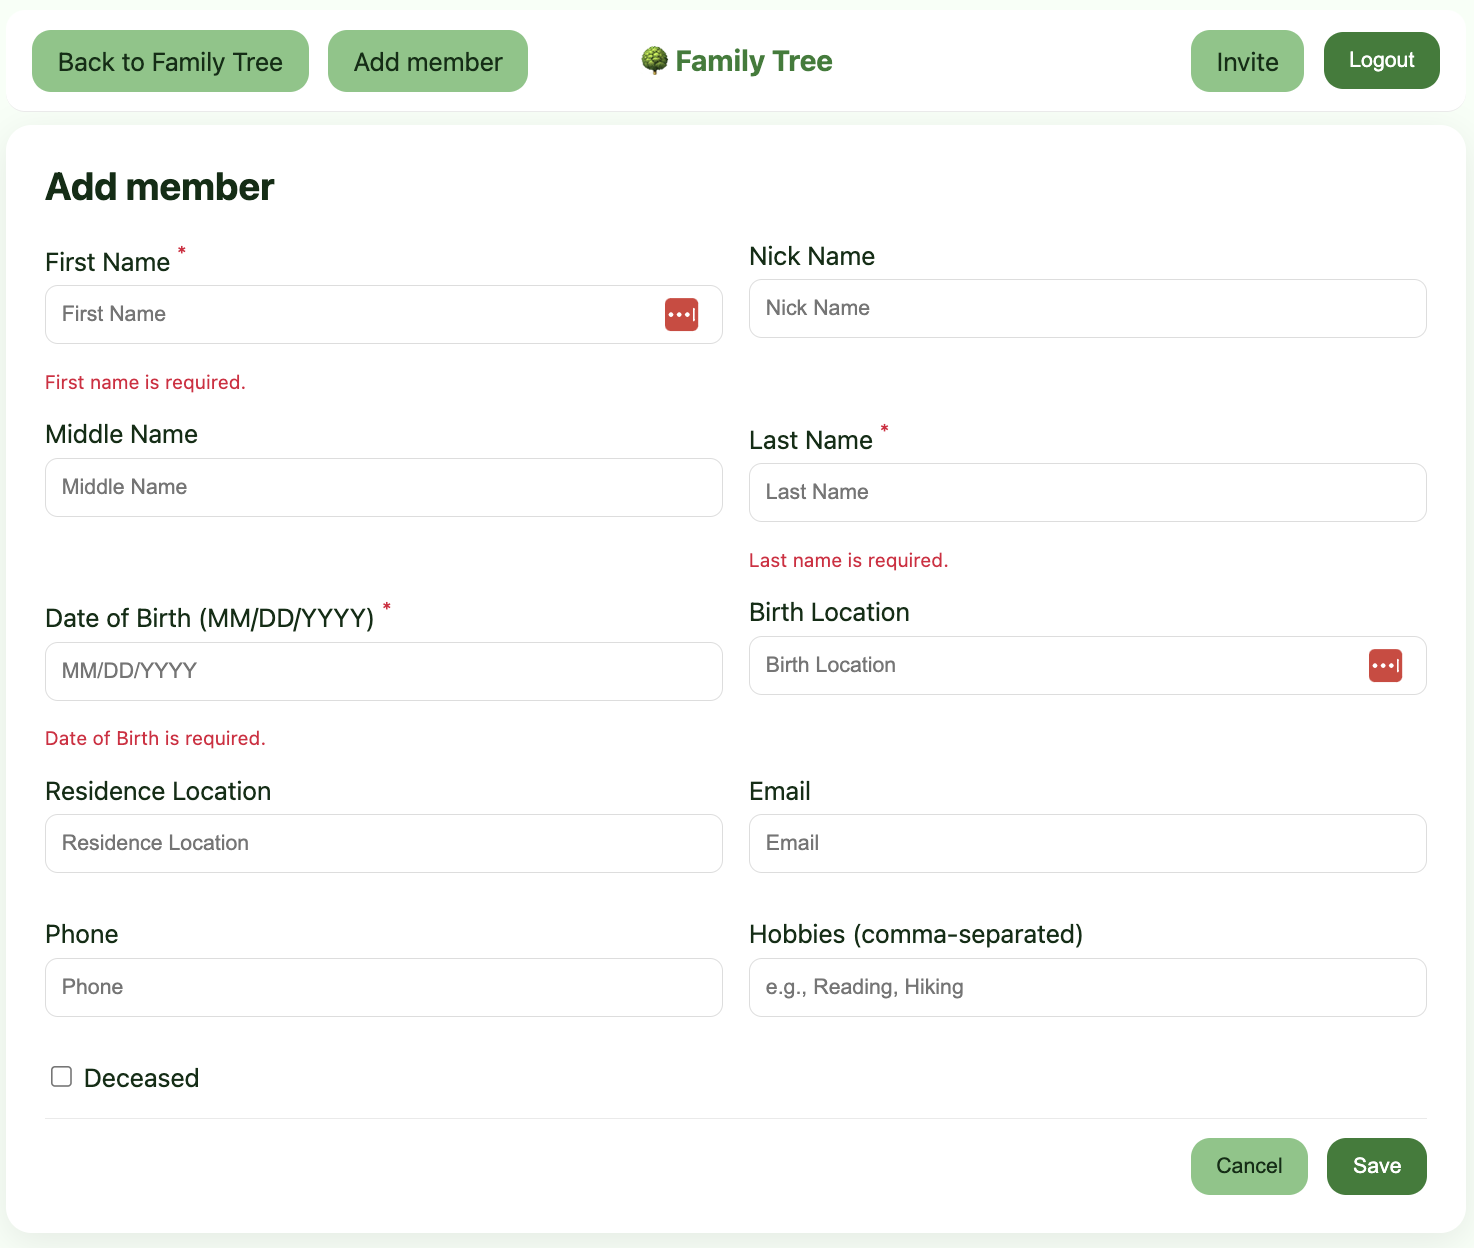 Back to Family Tree
Add member
Family Tree
Invite
Logout
Add member
First Name *
First Name
First name is required.
Nick Name
Nick Name
Middle Name
Middle Name
Last Name *
Last Name
Last name is required.
Date of Birth (MM/DD/YYYY) *
MM/DD/YYYY
Date of Birth is required.
Birth Location
Birth Location
Residence Location
Residence Location
Email
Email
Phone
Phone
Hobbies (comma-separated)
e.g., Reading, Hiking
Deceased
Cancel
Save